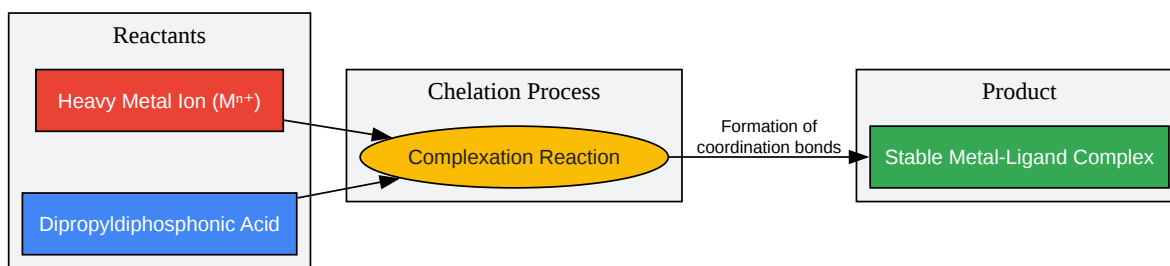 Reactants
Heavy Metal Ion (Mⁿ⁺)
Dipropyldiphosphonic Acid
Chelation Process
Complexation Reaction
Formation of
coordination bonds
Product
Stable Metal-Ligand Complex